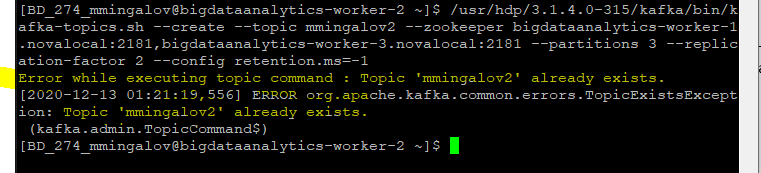 [BD_274_mmingalov@bigdataanalytics-worker-2 ~]$ /usr/hdp/3.1.4.0-315/kafka/bin/k
afka-topics.sh --create --topic mmingalov2 --zookeeper bigdataanalytics-worker-1
.novalocal:2181,bigdataanalytics-worker-3.novalocal:2181 --partitions 3 --replic
ation-factor 2 --config retention.ms=-1
Error while executing topic command : Topic 'mmingalov2' already exists.
[2020-12-13 01:21:19,556] ERROR org.apache.kafka.common.errors.TopicExistsExcept
ion: Topic 'mmingalov2' already exists.
 (kafka.admin.TopicCommand$)
[BD_274_mmingalov@bigdataanalytics-worker-2 ~]$